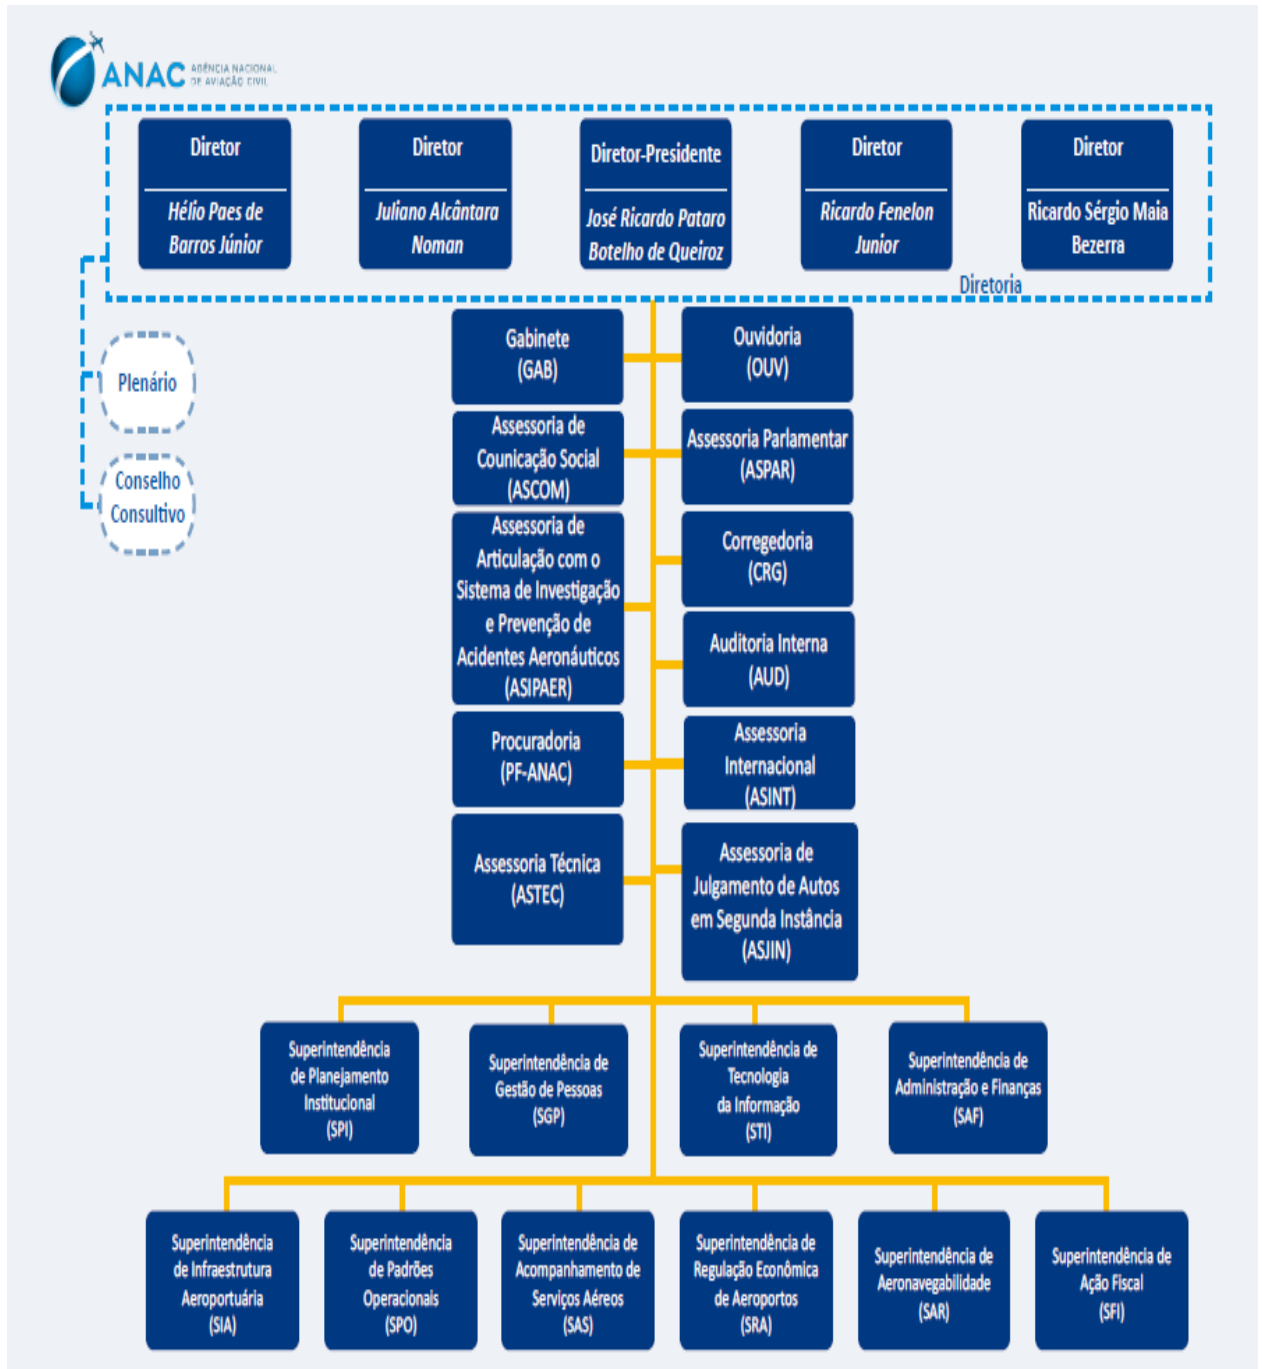 ANAC AGÊNCIA NACIONAL
DE AVIAÇÃO CIVIL
Diretor
Hélio Paes de
Barros Júnior
Diretor
Juliano Alcântara
Noman
Diretor-Presidente
José Ricardo Pataro
Botelho de Queiroz
Diretor
Ricardo Fenelon
Junior
Diretor
Ricardo Sérgio Maia
Bezerra
Diretoria
Plenário
Conselho
Consultivo
Gabinete
(GAB)
Ouvidoria
(OUV)
Assessoria de
Counicação Social
(ASCOM)
Assessoria Parlamentar
(ASPAR)
Assessoria de
Articulação com o
Sistema de Investigação
e Prevenção de
Acidentes Aeronáuticos
(ASIPAER)
Corregedoria
(CRG)
Auditoria Interna
(AUD)
Procuradoria
(PF-ANAC)
Assessoria
Internacional
(ASINT)
Assessoria Técnica
(ASTEC)
Assessoria de
Julgamento de Autos
em Segunda Instância
(ASJIN)
Superintendência
de Planejamento
Institucional
(SPI)
Superintendência de
Gestão de Pessoas
(SGP)
Superintendência de
Tecnologia
da Informação
(STI)
Superintendência de
Administração e Finanças
(SAF)
Superintendência
de Infraestrutura
Aeroportuária
(SIA)
Superintendência
de Padrões
Operacionais
(SPO)
Superintendência de
Acompanhamento de
Serviços Aéreos
(SAS)
Superintendência de
Regulação Econômica
de Aeroportos
(SRA)
Superintendência de
Aeronavegabilidade
(SAR)
Superintendência de
Ação Fiscal
(SFI)